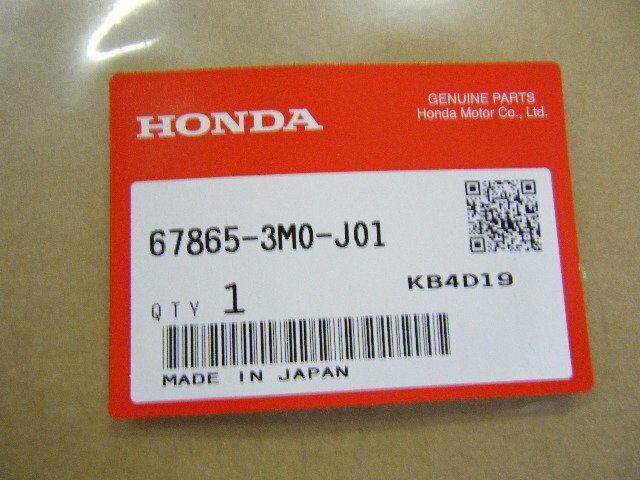 HONDA
GENUINE PARTS
Honda Motor Co., Ltd.
67865-3M0-J01
KB4D19
QTY 1
MADE IN JAPAN